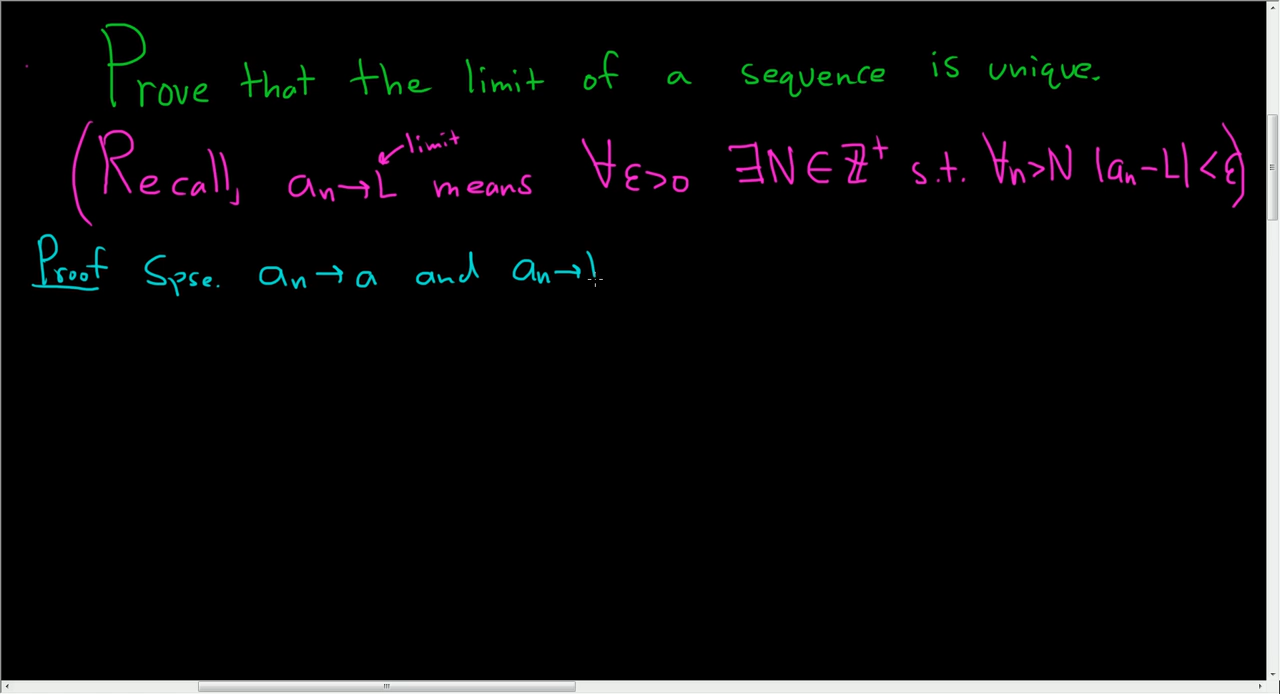 Prove that the limit of a sequence is unique.
limit
(Recall, aₙ→L means ∀ε>0 ∃N∈ℤ⁺ s.t. ∀n>N |aₙ-L|<ε)
Proof Spse. aₙ→a and aₙ→